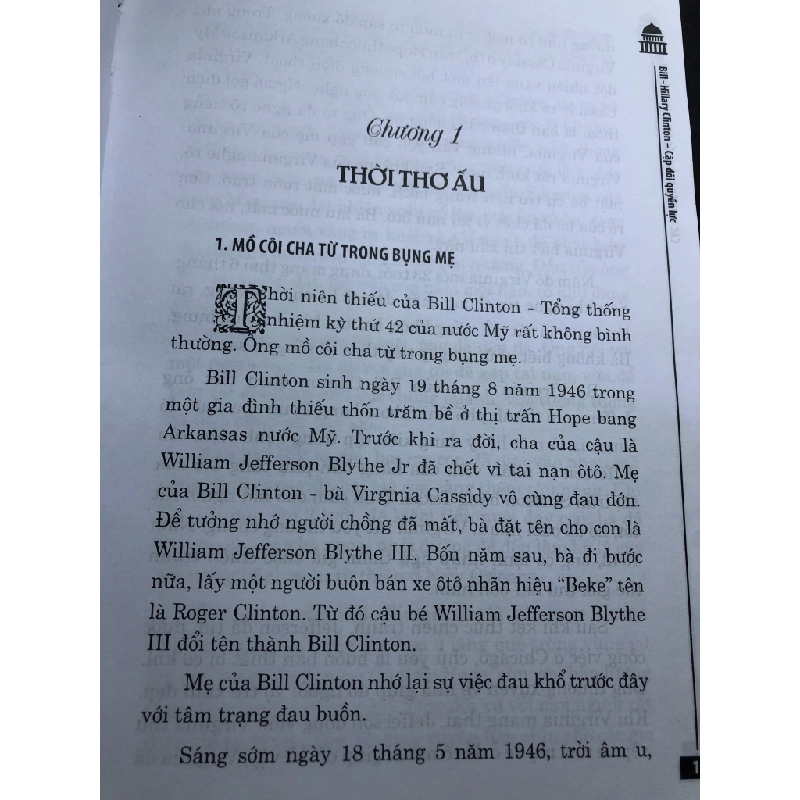 Bill - Hillary Clinton – Cặp đôi quyền lực
Chương 1
THỜI THƠ ẤU
1. MỒ CÔI CHA TỪ TRONG BỤNG MẸ
Thời niên thiếu của Bill Clinton - Tổng thống
nhiệm kỳ thứ 42 của nước Mỹ rất không bình
thường. Ông mồ côi cha từ trong bụng mẹ.
Bill Clinton sinh ngày 19 tháng 8 năm 1946 trong
một gia đình thiếu thốn trăm bề ở thị trấn Hope bang
Arkansas nước Mỹ. Trước khi ra đời, cha của cậu là
William Jefferson Blythe Jr đã chết vì tai nạn ôtô. Mẹ
của Bill Clinton - bà Virginia Cassidy vô cùng đau đớn.
Để tưởng nhớ người chồng đã mất, bà đặt tên cho con là
William Jefferson Blythe III. Bốn năm sau, bà đi bước
nữa, lấy một người buôn bán xe ôtô nhãn hiệu “Beke” tên
là Roger Clinton. Từ đó cậu bé William Jefferson Blythe
III đổi tên thành Bill Clinton.
Mẹ của Bill Clinton nhớ lại sự việc đau khổ trước đây
với tâm trạng đau buồn.
Sáng sớm ngày 18 tháng 5 năm 1946, trời âm u,